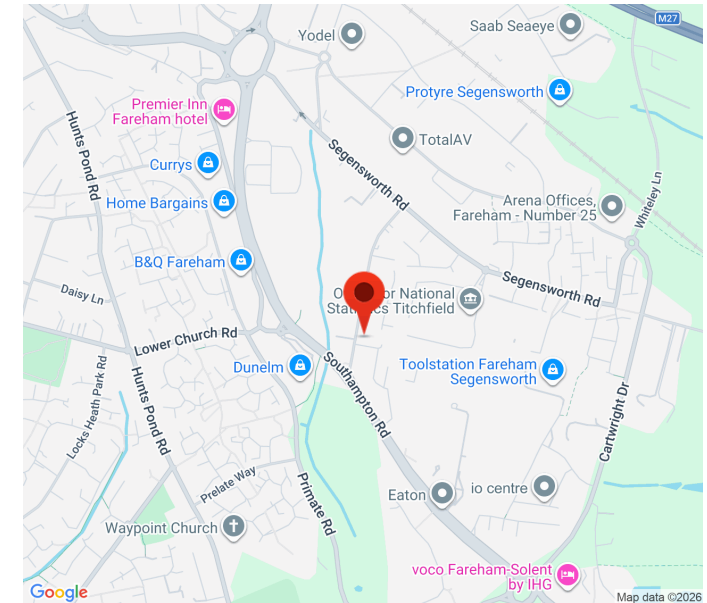 M27
Saab Seaeye
Yodel
Protyre Segensworth
Premier Inn
Fareham hotel
Hunts Pond Rd
TotalAV
Segensworth Rd
Currys
Whiteley Ln
Home Bargains
Arena Offices,
Fareham - Number 25
B&Q Fareham
Segensworth Rd
Daisy Ln
National
Titchfield
Lower Church Rd
Dunelm
Southampton Rd
Toolstation Fareham
Segensworth
Locks Heath Park Rd
Hunts Pond Rd
Cartwright Dr
Prelate Way
Primate Rd
Eaton
io centre
Waypoint Church
voco Fareham-Solent
by IHG
Google
Map data ©2026